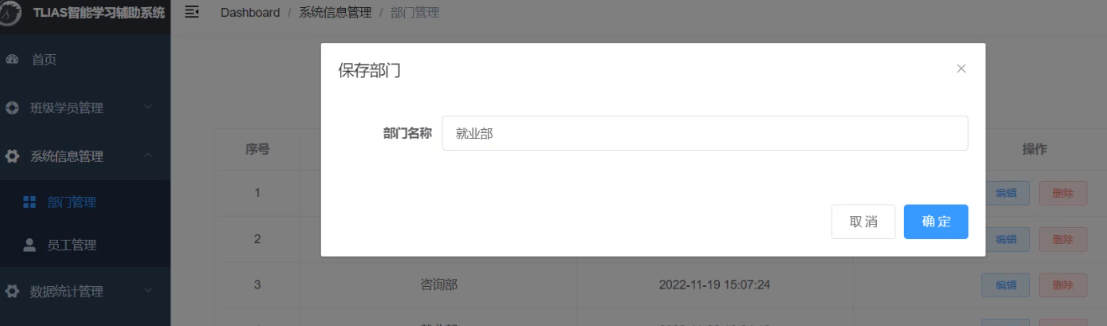 TLIAS智能学习辅助系统
Dashboard / 系统信息管理 / 部门管理
首页
班级学员管理
系统信息管理
部门管理
员工管理
数据统计管理
保存部门
部门名称 就业部
取消 确定
序号 操作
1 编辑 删除
2 编辑 删除
3 咨询部 2022-11-19 15:07:24 编辑 删除